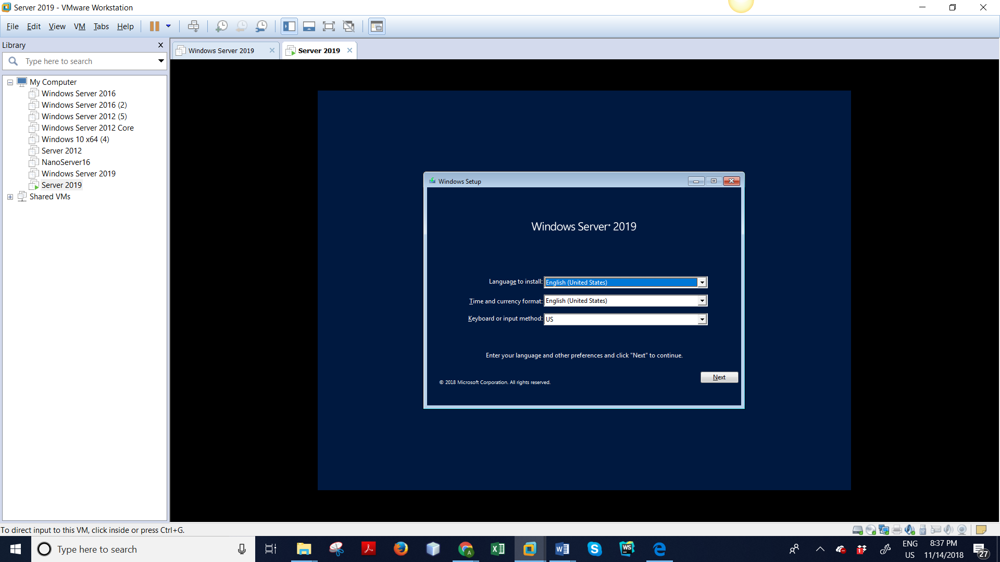 Server 2019 - VMware Workstation
File Edit View VM Tabs Help
Library
Type here to search
My Computer
Windows Server 2016
Windows Server 2016 (2)
Windows Server 2012 (5)
Windows Server 2012 Core
Windows 10 x64 (4)
Server 2012
NanoServer16
Windows Server 2019
Server 2019
Shared VMs
Windows Server 2019
Server 2019
Windows Setup
Windows Server® 2019
Language to install: English (United States)
Time and currency format: English (United States)
Keyboard or input method: US
Enter your language and other preferences and click "Next" to continue.
Next
© 2018 Microsoft Corporation. All rights reserved.
To direct input to this VM, click inside or press Ctrl+G.
Type here to search
A
WS
1
ENG
US
8:37 PM
11/14/2018
27